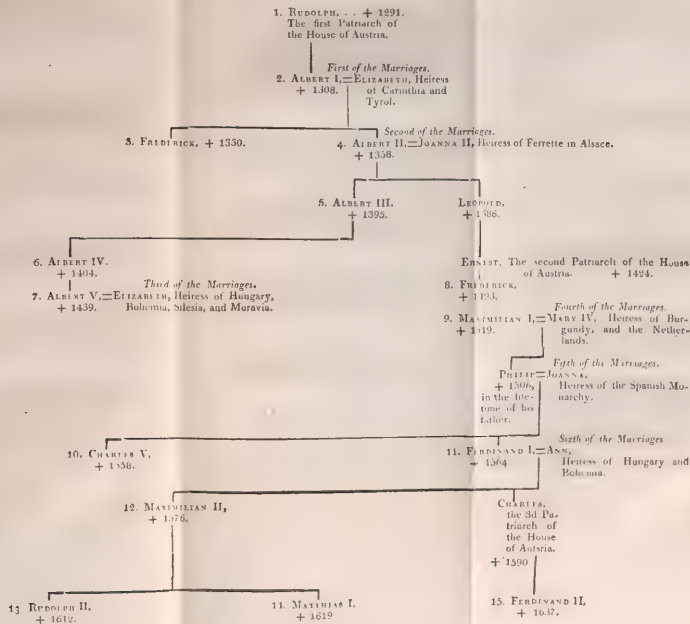 1. RUDOLPH, . . + 1291.
The first Patriarch of
the House of Austria.
First of the Marriages.
2. ALBERT I,=ELIZABETH, Heiress
+ 1308. of Carinthia and
Tyrol.
Second of the Marriages.
3. FREDERICK, + 1330. 4. ALBERT II,=JOANNA II, Heiress of Ferrette in Alsace.
+ 1358.
5. ALBERT III. LEOPOLD.
+ 1395. + 1386.
6. ALBERT IV. ERNEST, The second Patriarch of the House
+ 1404. of Austria. + 1424.
Third of the Marriages. 8. FREDERICK,
7. ALBERT V,=ELIZABETH, Heiress of Hungary, + 1493.
+ 1439. Bohemia, Silesia, and Moravia. Fourth of the Marriages.
9. MAXIMILIAN I,=MARY IV, Heiress of Bur-
+ 1519. gundy, and the Nether-
lands.
Fifth of the Marriages.
PHILIP=JOANNA,
+ 1506, Heiress of the Spanish Mo-
in the life- narchy.
time of his
father.
Sixth of the Marriages
10. CHARLES V, 11. FERDINAND I,=ANN,
+ 1558. + 1564 Heiress of Hungary and
Bohemia.
12. MAXIMILIAN II, CHARLES,
+ 1576. the 3d Pa-
triarch of
the House
of Autsria.
+ 1590
13 RUDOLPH II, 14. MATTHIAS I, 15. FERDINAND II,
+ 1612. + 1619 + 1637.